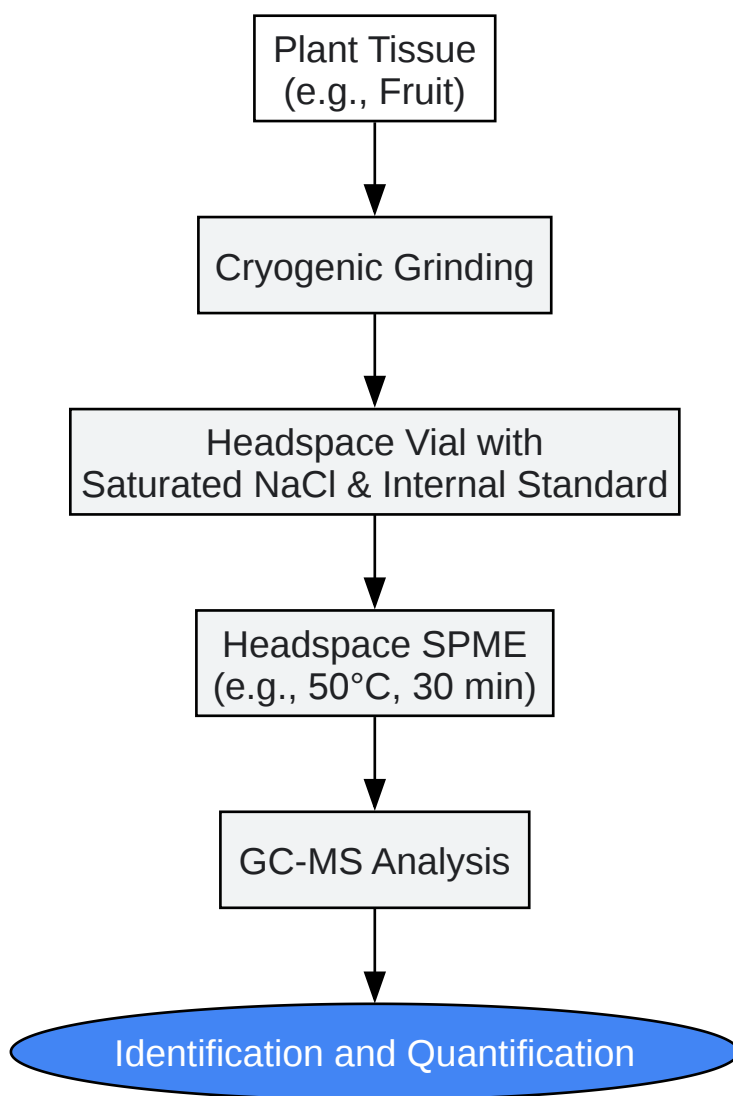 Plant Tissue
(e.g., Fruit)
Cryogenic Grinding
Headspace Vial with
Saturated NaCl & Internal Standard
Headspace SPME
(e.g., 50°C, 30 min)
GC-MS Analysis
Identification and Quantification